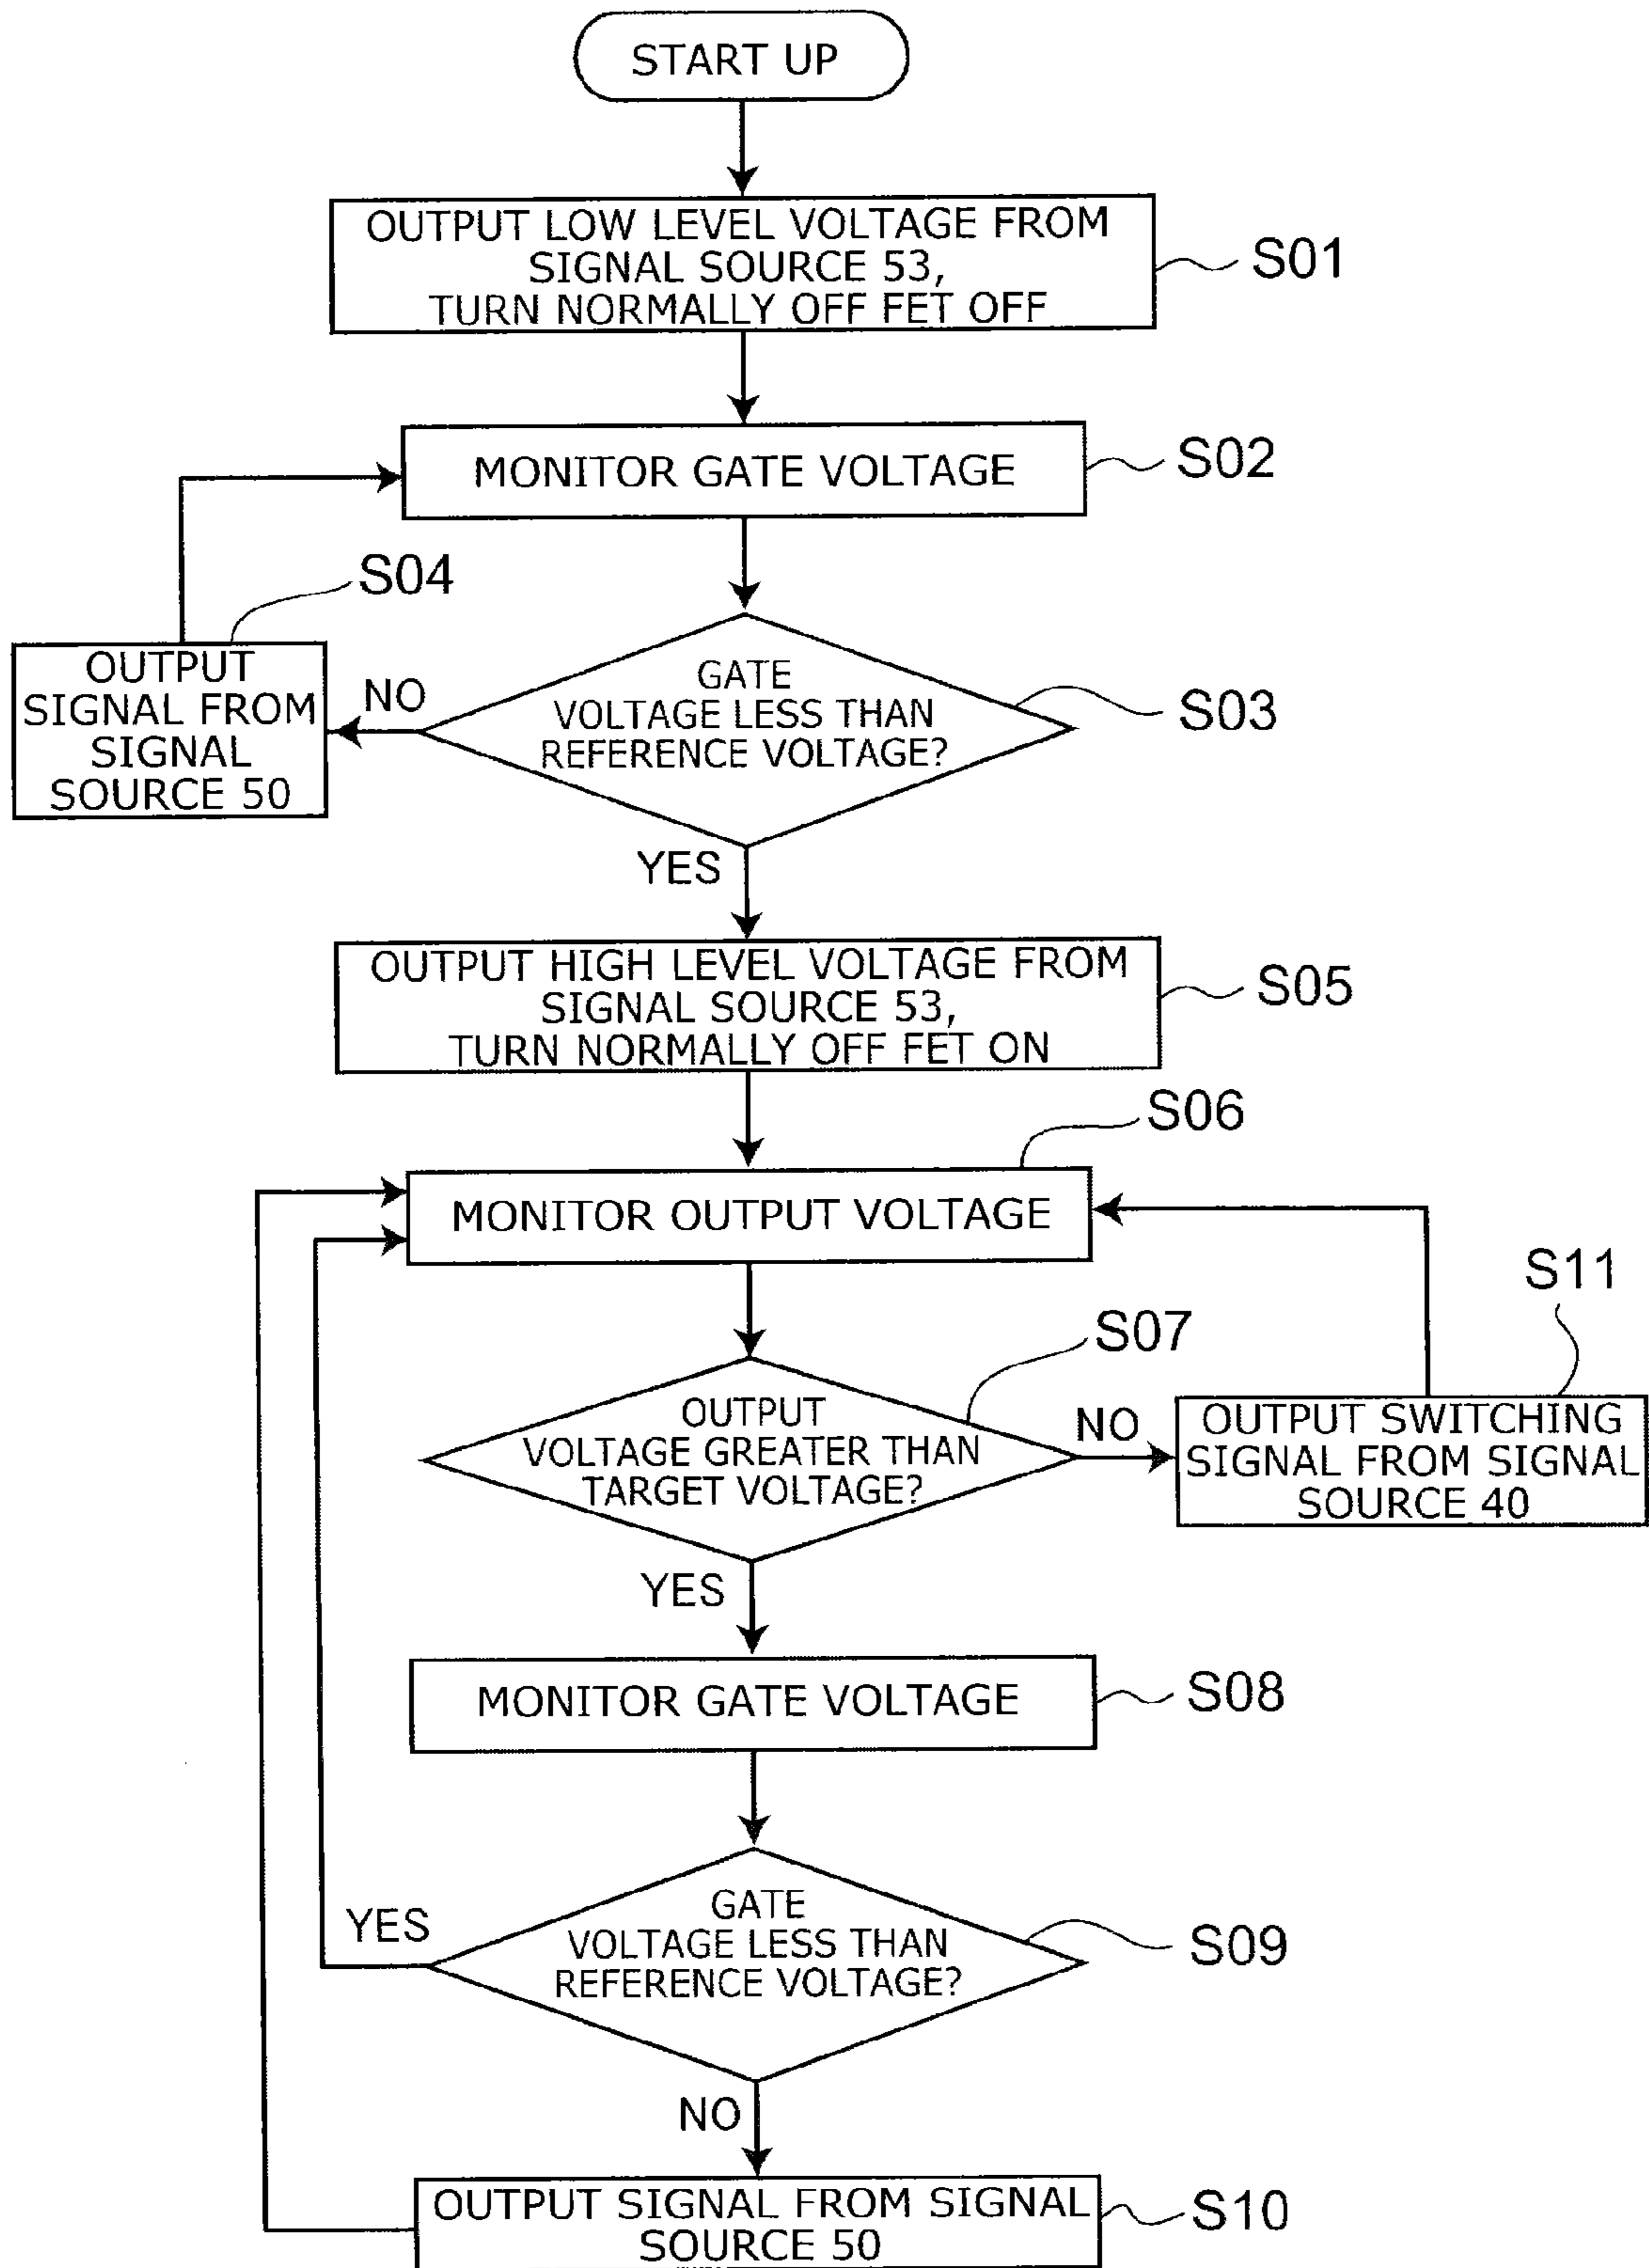 START UP
OUTPUT LOW LEVEL VOLTAGE FROM
SIGNAL SOURCE 53,
TURN NORMALLY OFF FET OFF
S01
MONITOR GATE VOLTAGE
S02
S04
OUTPUT
SIGNAL FROM
SIGNAL
SOURCE 50
NO
GATE
VOLTAGE LESS THAN
REFERENCE VOLTAGE?
S03
YES
OUTPUT HIGH LEVEL VOLTAGE FROM
SIGNAL SOURCE 53,
TURN NORMALLY OFF FET ON
S05
S06
MONITOR OUTPUT VOLTAGE
S11
S07
OUTPUT
VOLTAGE GREATER THAN
TARGET VOLTAGE?
NO
OUTPUT SWITCHING
SIGNAL FROM SIGNAL
SOURCE 40
YES
MONITOR GATE VOLTAGE
S08
YES
GATE
VOLTAGE LESS THAN
REFERENCE VOLTAGE?
S09
NO
OUTPUT SIGNAL FROM SIGNAL
SOURCE 50
S10